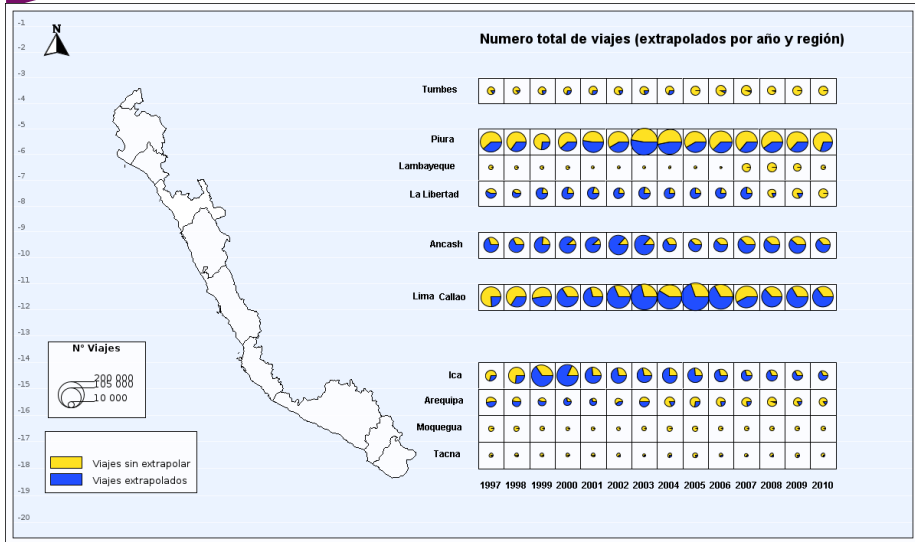 Numero total de viajes (extrapolados por año y región)
N
-1
-2
-3
-4
-5
-6
-7
-8
-9
-10
-11
-12
-13
-14
-15
-16
-17
-18
-19
-20
Tumbes
Piura
Lambayeque
La Libertad
Ancash
Lima Callao
Ica
Arequipa
Moquegua
Tacna
1997 1998 1999 2000 2001 2002 2003 2004 2005 2006 2007 2008 2009 2010
N° Viajes
200 000
105 000
10 000
Viajes sin extrapolar
Viajes extrapolados